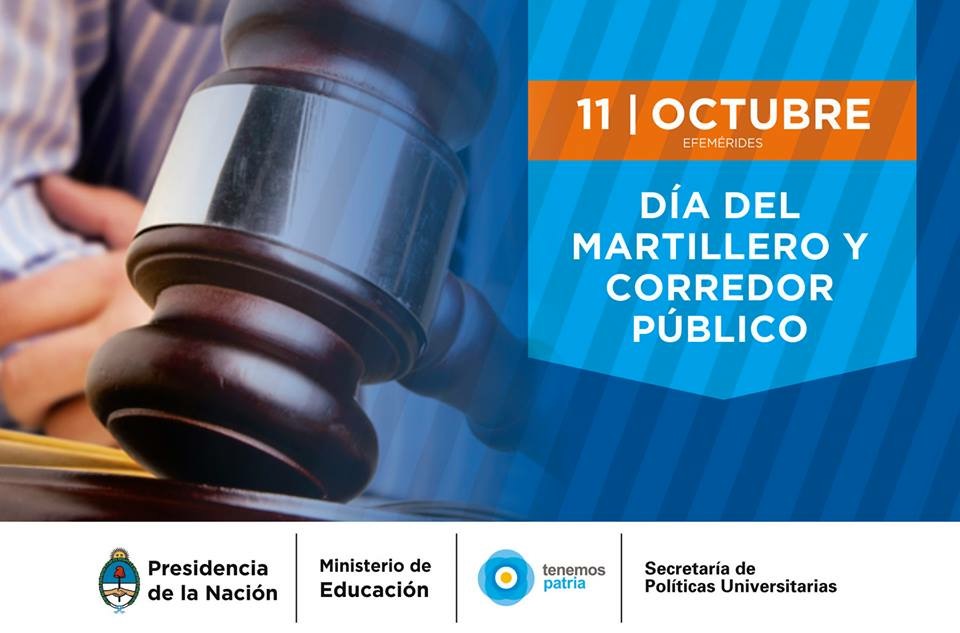 11 | OCTUBRE
EFEMÉRIDES
DÍA DEL
MARTILLERO Y
CORREDOR
PÚBLICO
Presidencia
de la Nación
Ministerio de
Educación
tenemos
patria
Secretaría de
Políticas Universitarias